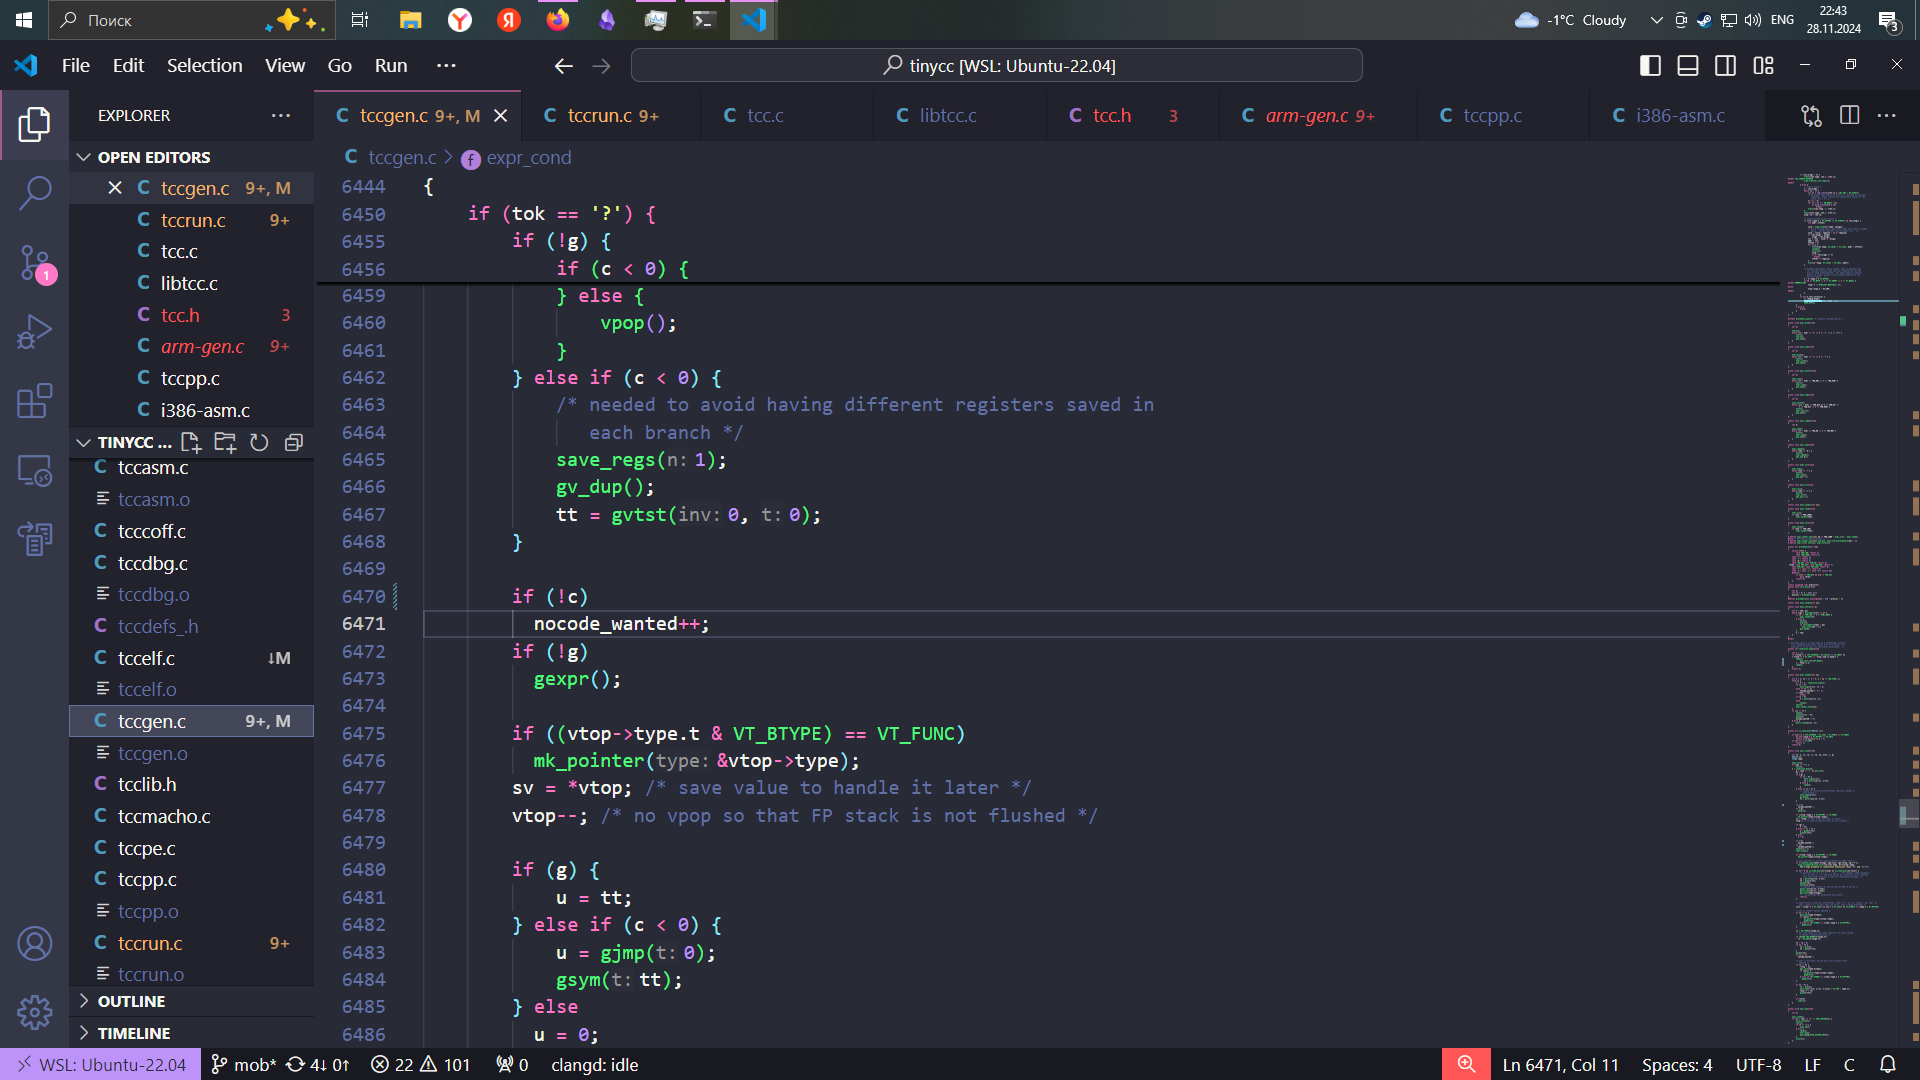 Поиск
-1°C Cloudy
ENG
22:43
28.11.2024
3
File Edit Selection View Go Run ···
tinycc [WSL: Ubuntu-22.04]
EXPLORER
tccgen.c 9+, M
tccrun.c 9+
tcc.c
libtcc.c
tcc.h 3
arm-gen.c 9+
tccpp.c
i386-asm.c
OPEN EDITORS
C tccgen.c 9+, M
C tccrun.c 9+
C tcc.c
C libtcc.c
C tcc.h 3
C arm-gen.c 9+
C tccpp.c
C i386-asm.c
1
TINYCC ...
C tccasm.c
tccasm.o
C tcccoff.c
C tccdbg.c
tccdbg.o
C tccdefs_.h
C tccelf.c ↓M
tccelf.o
C tccgen.c 9+, M
tccgen.o
C tcclib.h
C tccmacho.c
C tccpe.c
C tccpp.c
tccpp.o
C tccrun.c 9+
tccrun.o
OUTLINE
TIMELINE
C tccgen.c > f expr_cond
6444 {
6450 if (tok == '?') {
6455 if (!g) {
6456 if (c < 0) {
6459 } else {
6460 vpop();
6461 }
6462 } else if (c < 0) {
6463 /* needed to avoid having different registers saved in
6464 each branch */
6465 save_regs(n: 1);
6466 gv_dup();
6467 tt = gvtst(inv: 0, t: 0);
6468 }
6469
6470 if (!c)
6471 nocode_wanted++;
6472 if (!g)
6473 gexpr();
6474
6475 if ((vtop->type.t & VT_BTYPE) == VT_FUNC)
6476 mk_pointer(type: &vtop->type);
6477 sv = *vtop; /* save value to handle it later */
6478 vtop--; /* no vpop so that FP stack is not flushed */
6479
6480 if (g) {
6481 u = tt;
6482 } else if (c < 0) {
6483 u = gjmp(t: 0);
6484 gsym(t: tt);
6485 } else
6486 u = 0;
WSL: Ubuntu-22.04 mob* 4↓ 0↑ 22 101 0 clangd: idle
Ln 6471, Col 11 Spaces: 4 UTF-8 LF C